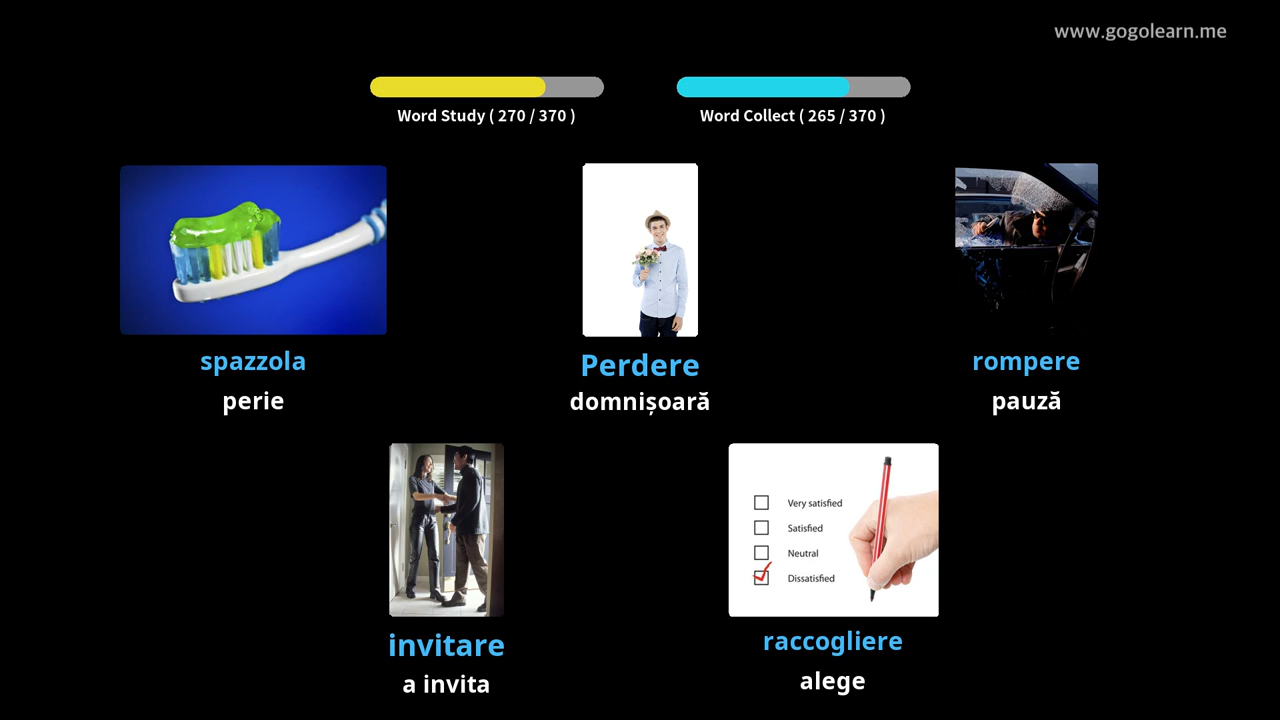 www.gogolearn.me
Word Study ( 270 / 370 )
Word Collect ( 265 / 370 )
spazzola
perie
Perdere
domnișoară
rompere
pauză
invitare
a invita
Very satisfied
Satisfied
Neutral
Dissatisfied
raccogliere
alege